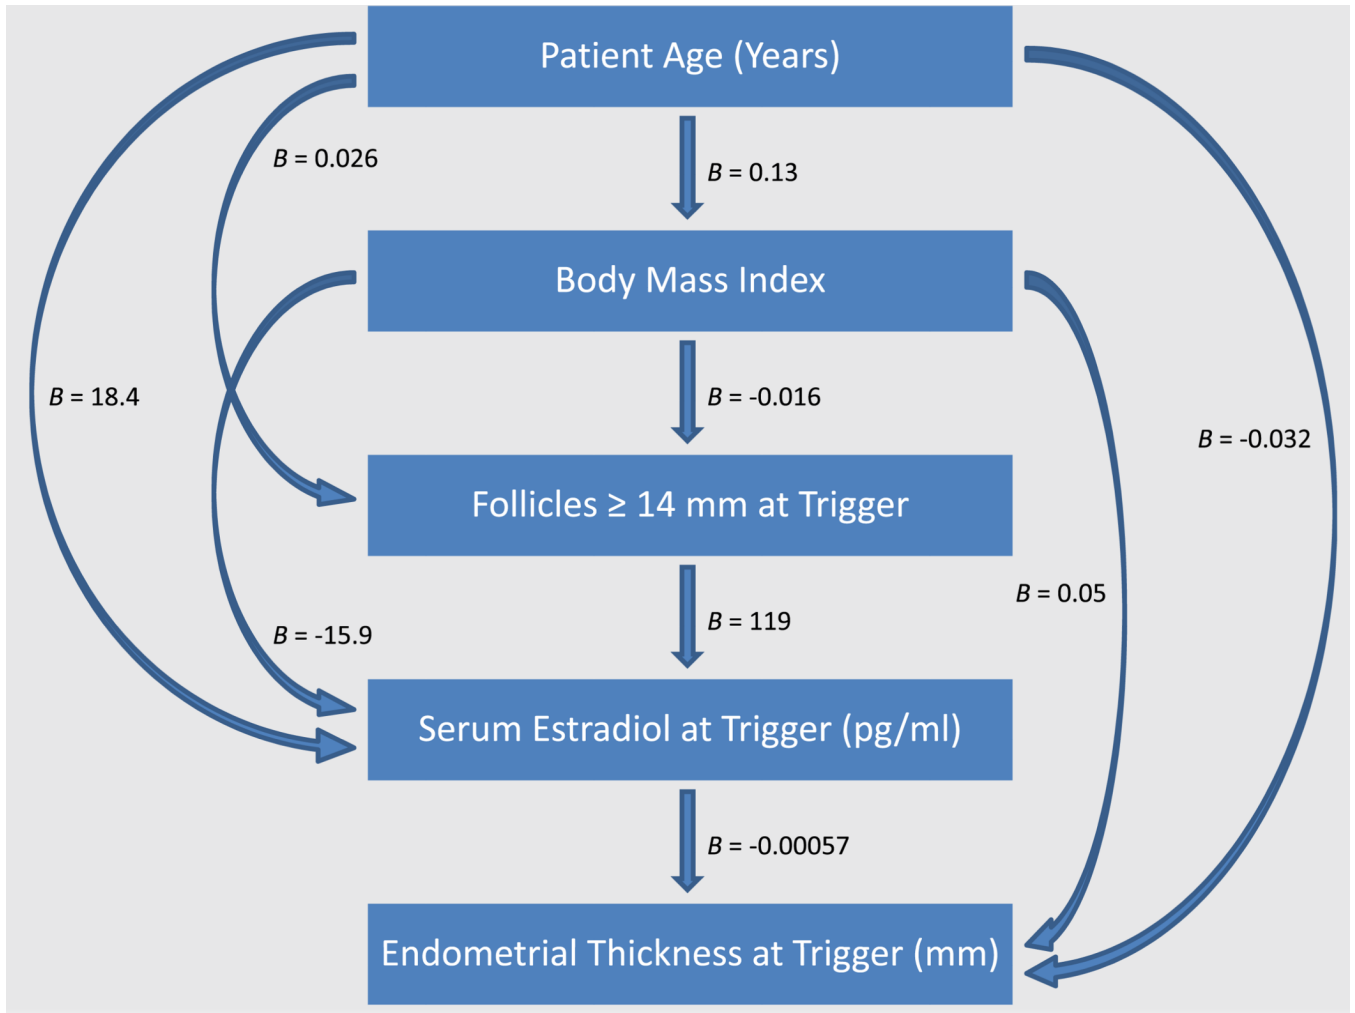 Patient Age (Years)
B = 0.026
B = 0.13
Body Mass Index
B = 18.4
B = -0.016
B = -0.032
Follicles ≥ 14 mm at Trigger
B = 0.05
B = 119
B = -15.9
Serum Estradiol at Trigger (pg/ml)
B = -0.00057
Endometrial Thickness at Trigger (mm)